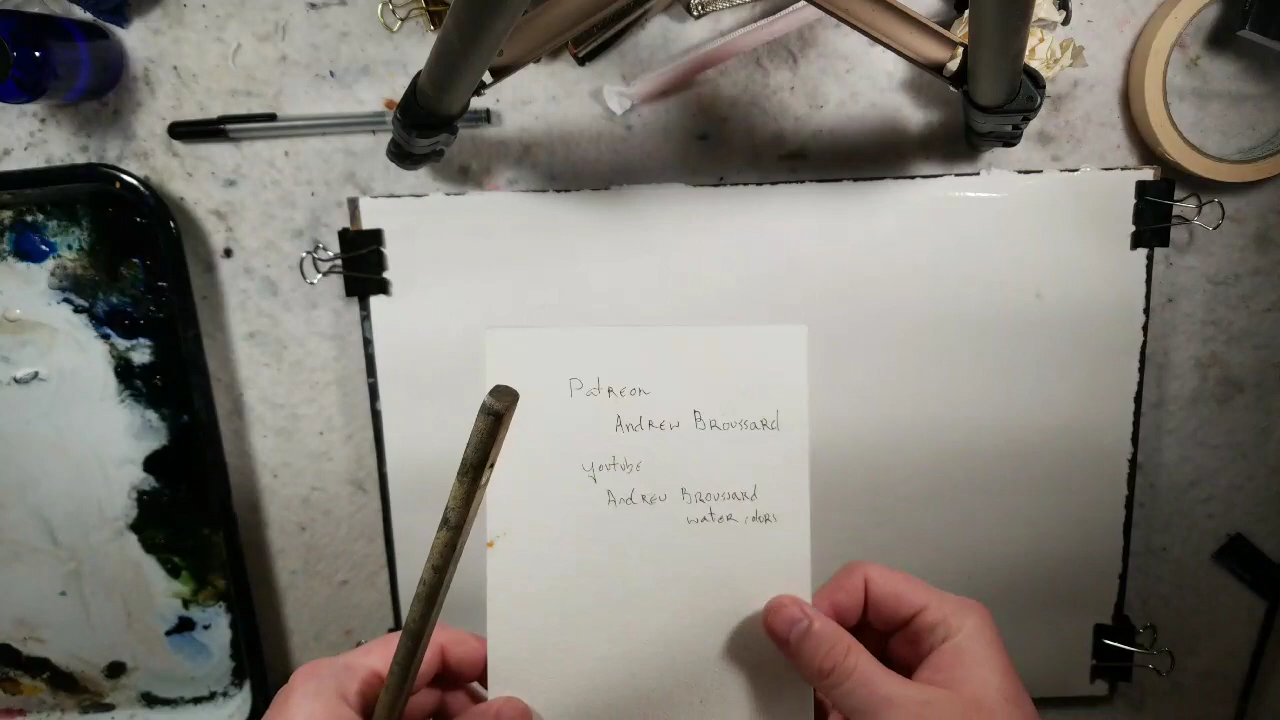 Patreon
Andrew Broussard
youtube
Andrew Broussard
watercolors